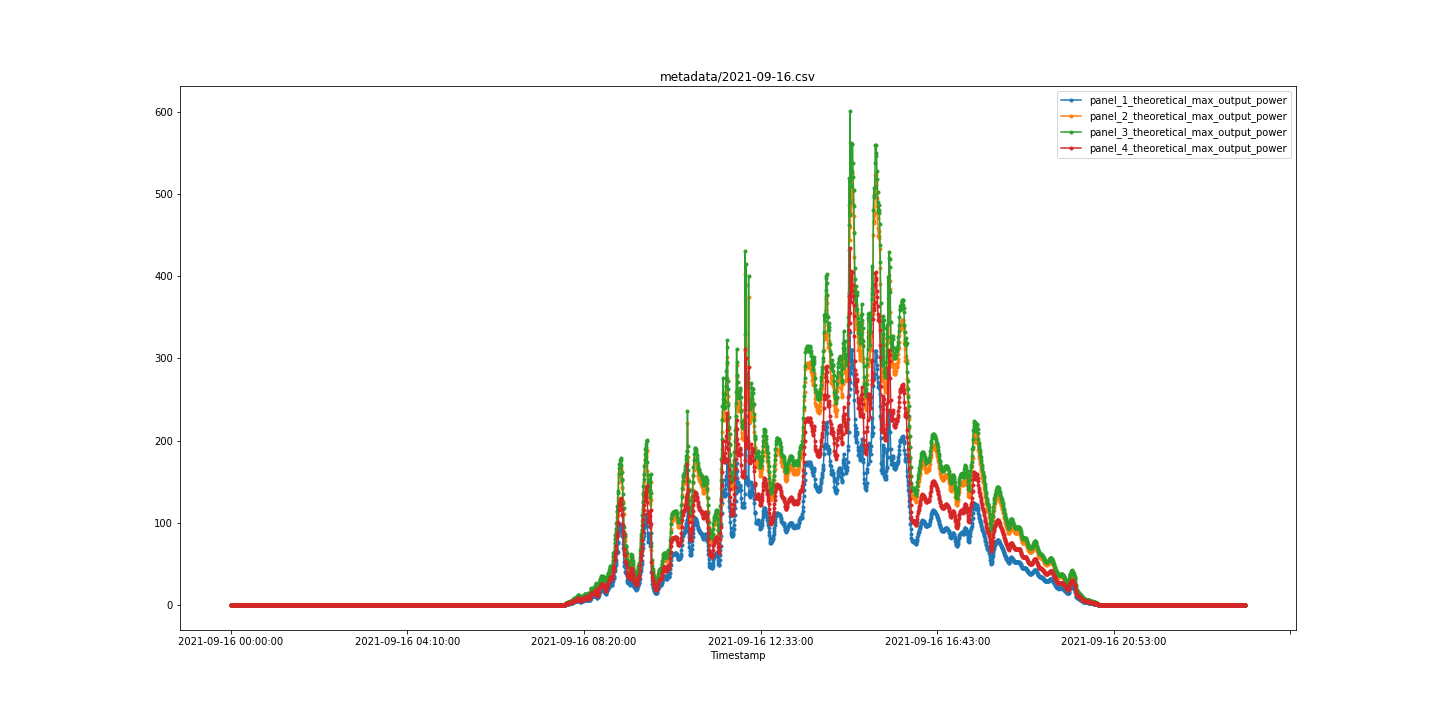 metadata/2021-09-16.csv
panel_1_theoretical_max_output_power
panel_2_theoretical_max_output_power
panel_3_theoretical_max_output_power
panel_4_theoretical_max_output_power
600
500
400
300
200
100
0
2021-09-16 00:00:00
2021-09-16 04:10:00
2021-09-16 08:20:00
2021-09-16 12:33:00
2021-09-16 16:43:00
2021-09-16 20:53:00
Timestamp